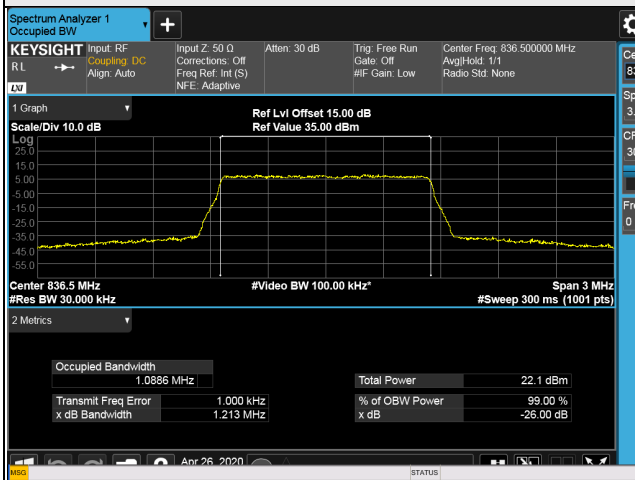 Spectrum Analyzer 1
Occupied BW
KEYSIGHT
R L
LXI
Input: RF
Coupling: DC
Align: Auto
Input Z: 50 Ω
Corrections: Off
Freq Ref: Int (S)
NFE: Adaptive
Atten: 30 dB
Trig: Free Run
Gate: Off
#IF Gain: Low
Center Freq: 836.500000 MHz
Avg|Hold: 1/1
Radio Std: None
1 Graph
Scale/Div 10.0 dB
Ref Lvl Offset 15.00 dB
Ref Value 35.00 dBm
Log
25.0
15.0
5.00
-5.00
-15.0
-25.0
-35.0
-45.0
-55.0
Center 836.5 MHz
#Res BW 30.000 kHz
#Video BW 100.00 kHz*
Span 3 MHz
#Sweep 300 ms (1001 pts)
2 Metrics
Occupied Bandwidth
1.0886 MHz
Total Power 22.1 dBm
Transmit Freq Error 1.000 kHz
% of OBW Power 99.00 %
x dB Bandwidth 1.213 MHz
x dB -26.00 dB
Apr 26, 2020
MSG
STATUS